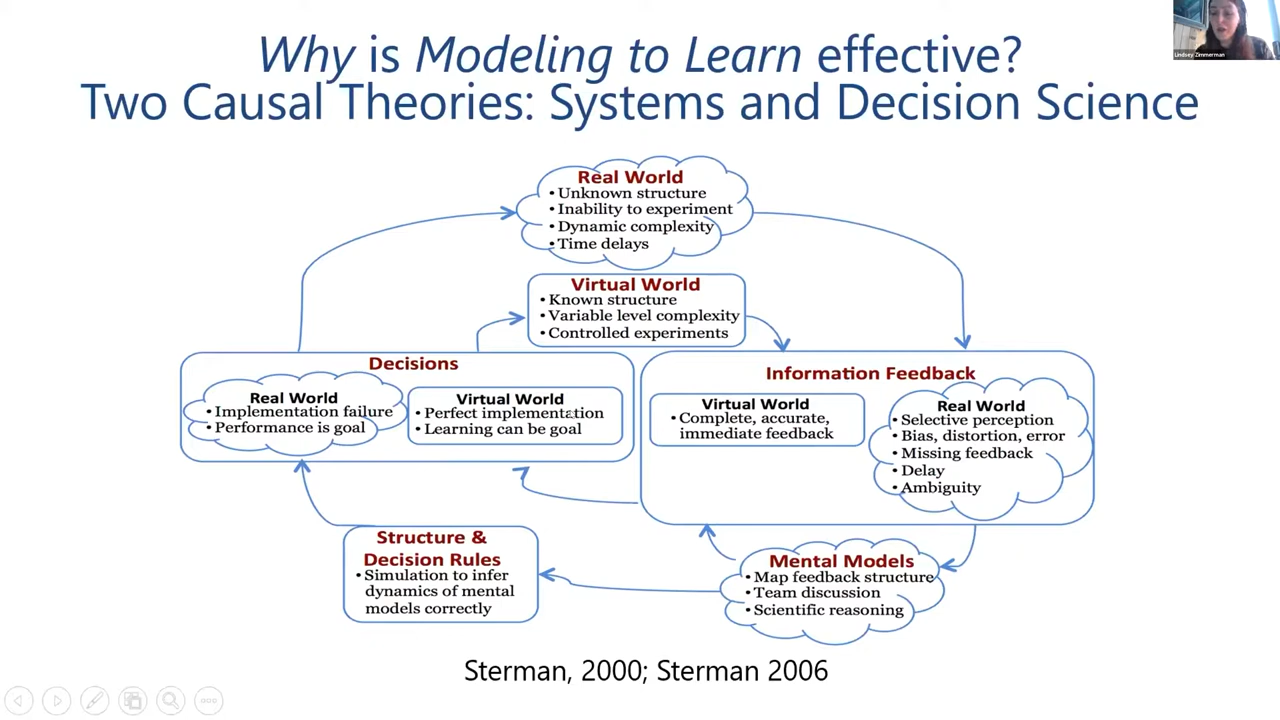 Lindsey Zimmerman
Why is Modeling to Learn effective?
Two Causal Theories: Systems and Decision Science
Real World
• Unknown structure
• Inability to experiment
• Dynamic complexity
• Time delays
Virtual World
• Known structure
• Variable level complexity
• Controlled experiments
Decisions
Real World
• Implementation failure
• Performance is goal
Virtual World
• Perfect implementation
• Learning can be goal
Information Feedback
Virtual World
• Complete, accurate,
immediate feedback
Real World
• Selective perception
• Bias, distortion, error
• Missing feedback
• Delay
• Ambiguity
Structure &
Decision Rules
• Simulation to infer
dynamics of mental
models correctly
Mental Models
• Map feedback structure
• Team discussion
• Scientific reasoning
Sterman, 2000; Sterman 2006